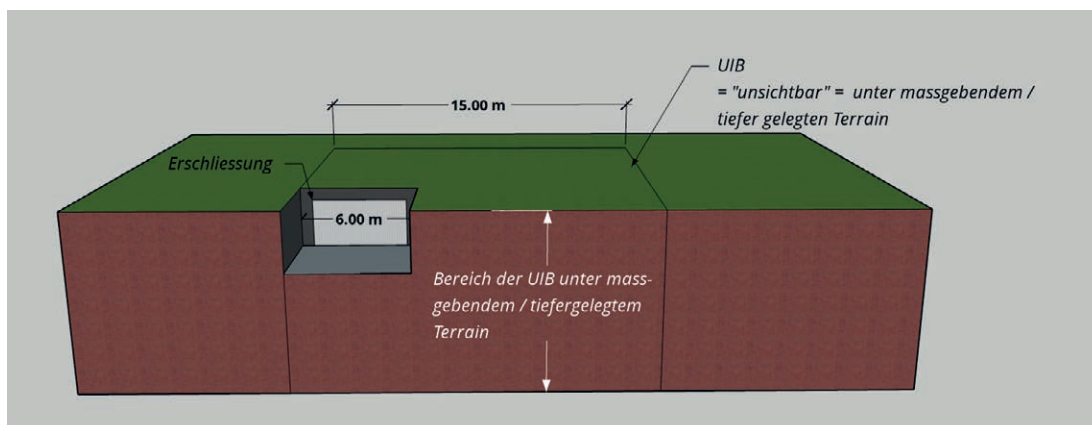 UIB
= "unsichtbar" = unter massgebendem /
tiefer gelegten Terrain
15.00 m
Erschliessung
6.00 m
Bereich der UIB unter mass-
gebendem / tiefergelegtem
Terrain